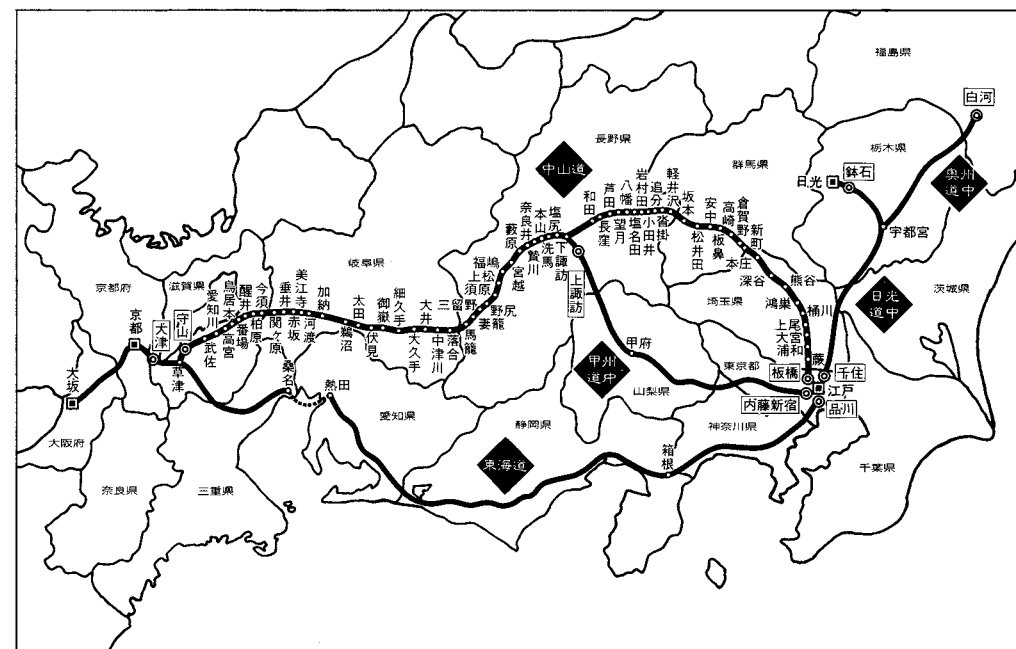 福島県
白河
長野県
栃木県
中山道
群馬県
奥州道中
日光
鉢石
宇都宮
茨城県
日光道中
軽井沢
追分
岩村田
八幡
芦田
和田
長窪
望月
塩名田
小田井
沓掛
坂本
松井田
安中
板鼻
高崎
倉賀野
新町
本庄
深谷
熊谷
鴻巣
桶川
上尾
大宮
浦和
板橋
千住
江戸
品川
内藤新宿
埼玉県
東京都
塩尻
本山
奈良井
藪原
宮越
贄川
洗馬
下諏訪
上諏訪
福嶋
上松
須原
野尻
三留野
妻籠
馬籠
落合
中津川
大井
大久手
細久手
御嶽
伏見
太田
鵜沼
加納
河渡
美江寺
赤坂
垂井
関ヶ原
今須
柏原
醒井
番場
鳥居本
高宮
愛知川
武佐
守山
草津
大津
京都
大坂
岐阜県
滋賀県
京都府
大阪府
奈良県
三重県
桑名
熱田
愛知県
静岡県
東海道
甲州道中
甲府
山梨県
神奈川県
箱根
千葉県